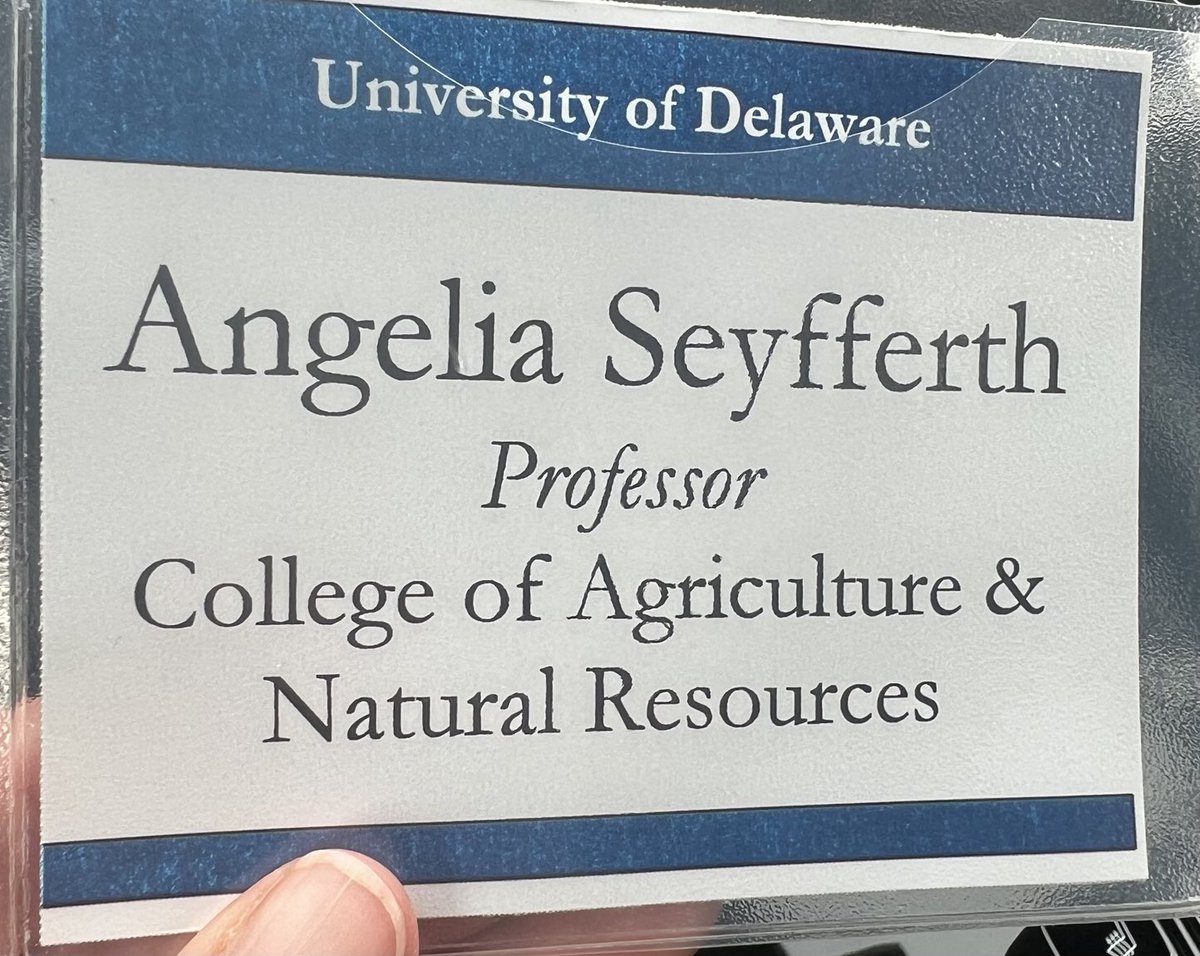 University of Delaware
Angelia Seyfferth
Professor
College of Agriculture &
Natural Resources